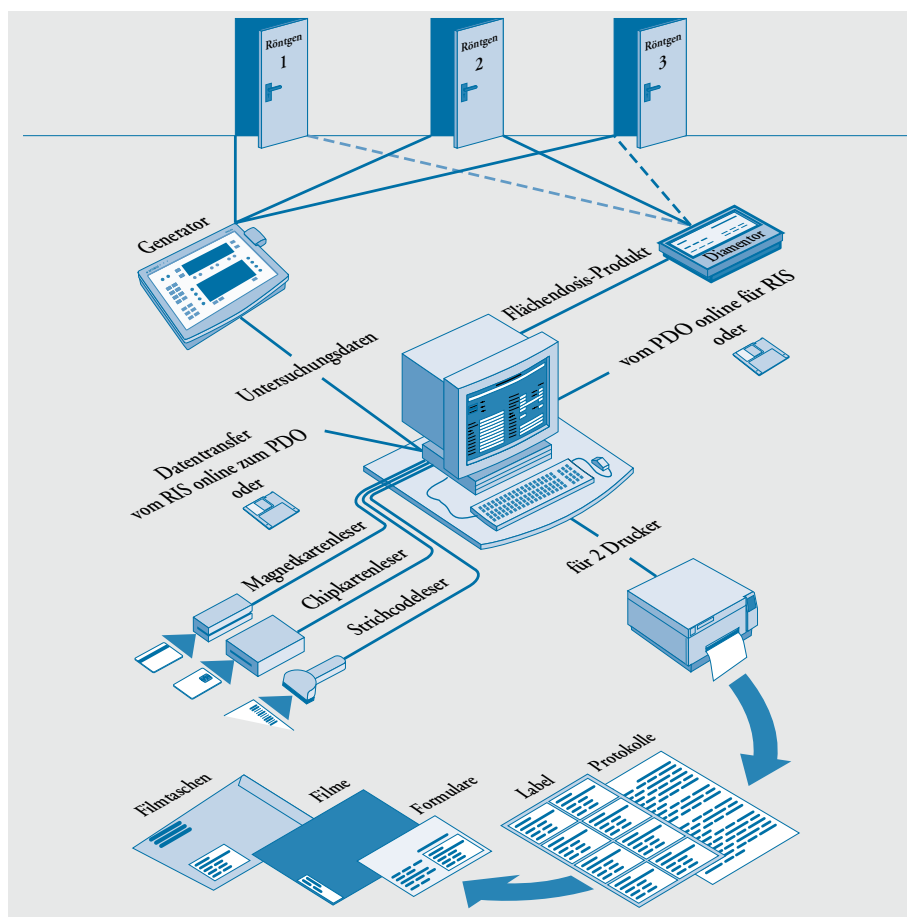 Röntgen
1
Röntgen
2
Röntgen
3
Generator
Diamentor
Flächendosis-Produkt
vom PDO online für RIS
oder
Untersuchungsdaten
Datentransfer
vom RIS online zum PDO
oder
Magnetkartenleser
Chipkartenleser
Strichcodeleser
für 2 Drucker
Filmtaschen
Filme
Formulare
Label
Protokolle